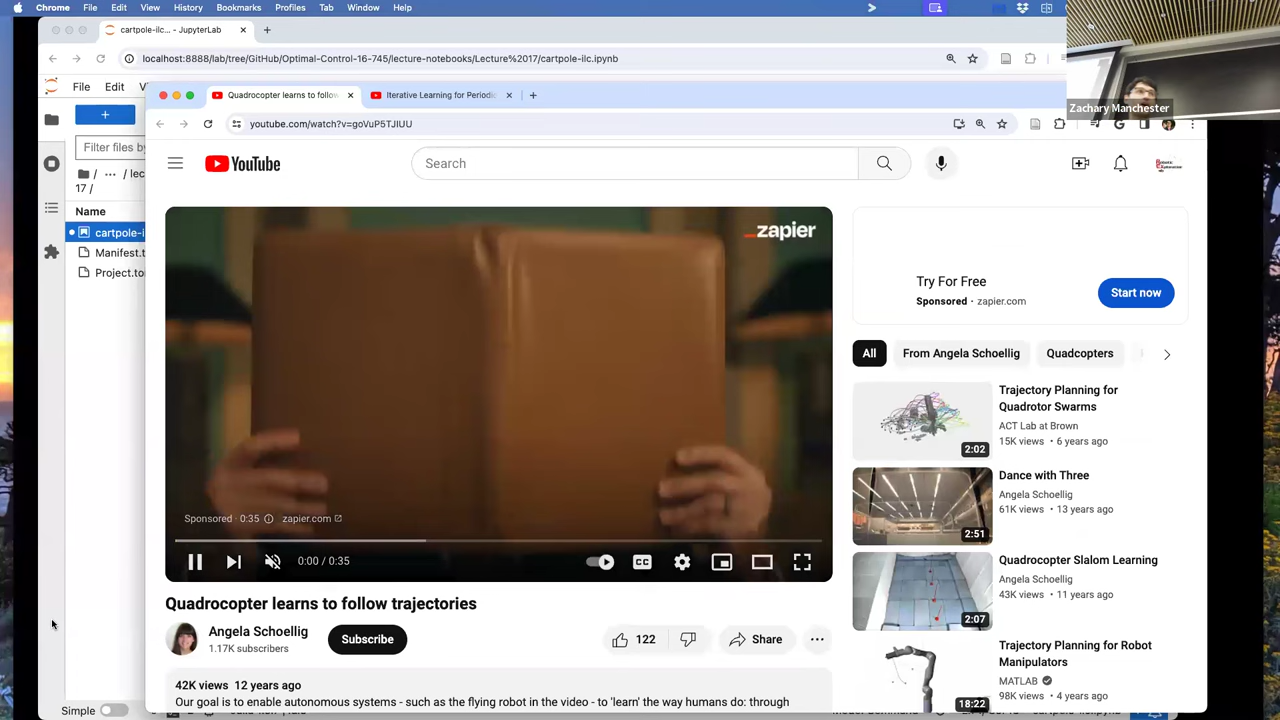 Chrome File Edit View History Bookmarks Profiles Tab Window Help
cartpole-ilc... - JupyterLab
localhost:8888/lab/tree/GitHub/Optimal-Control-16-745/lecture-notebooks/Lecture%2017/cartpole-ilc.ipynb
Zachary Manchester
File Edit
Quadrocopter learns to follow
Iterative Learning for Periodic
youtube.com/watch?v=goVuP5TJIUU
YouTube
Search
Filter files by
/ ... / lec
17 /
Name
cartpole-i
Manifest.t
Project.to
zapier
Sponsored · 0:35 zapier.com
0:00 / 0:35
CC
Quadrocopter learns to follow trajectories
Angela Schoellig
1.17K subscribers
Subscribe
122
Share
42K views 12 years ago
Our goal is to enable autonomous systems - such as the flying robot in the video - to 'learn' the way humans do: through
Try For Free
Sponsored · zapier.com
Start now
All From Angela Schoellig Quadcopters
Trajectory Planning for
Quadrotor Swarms
ACT Lab at Brown
15K views • 6 years ago
2:02
Dance with Three
Angela Schoellig
61K views • 13 years ago
2:51
Quadrocopter Slalom Learning
Angela Schoellig
43K views • 11 years ago
2:07
Trajectory Planning for Robot
Manipulators
MATLAB
98K views • 4 years ago
18:22
Simple